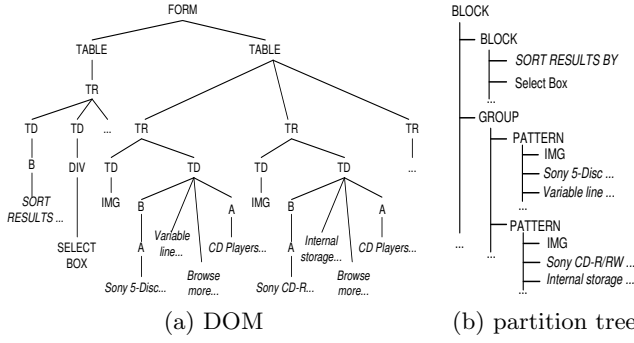 FORM
TABLE TABLE
TR
TD TD ... TR TR TR
B DIV TD TD TD TD ...
SORT RESULTS ... IMG B A IMG B A
SELECT BOX A Variable line... CD Players... A Internal storage... CD Players...
Sony 5-Disc... Browse more... Sony CD-R... Browse more...
(a) DOM
BLOCK
BLOCK
SORT RESULTS BY
Select Box
...
GROUP
PATTERN
IMG
Sony 5-Disc ...
Variable line ...
...
PATTERN
IMG
Sony CD-R/RW ...
Internal storage ...
...
...
...
(b) partition tree